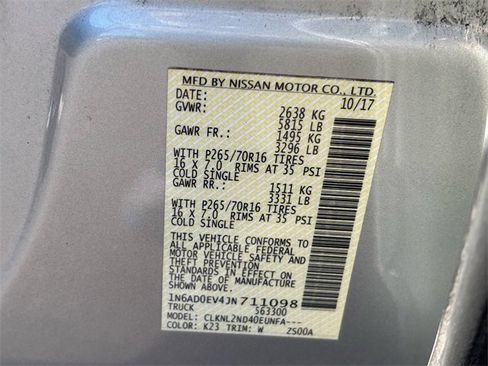 MFD BY NISSAN MOTOR CO., LTD.
DATE: 10/17
GVWR: 2638 KG
5815 LB
GAWR FR.: 1495 KG
3296 LB
WITH P265/70R16 TIRES
16 X 7.0 RIMS AT 35 PSI
COLD SINGLE
GAWR RR.: 1511 KG
3331 LB
WITH P265/70R16 TIRES
16 X 7.0 RIMS AT 35 PSI
COLD SINGLE
THIS VEHICLE CONFORMS TO
ALL APPLICABLE FEDERAL
MOTOR VEHICLE SAFETY AND
THEFT PREVENTION
STANDARDS IN EFFECT ON
THE DATE OF MANUFACTURE
SHOWN ABOVE.
1N6AD0EV4JN711098
TRUCK 563300
MODEL: CLKNL2ND40EUNFA---
COLOR: K23 TRIM: W ZS00A